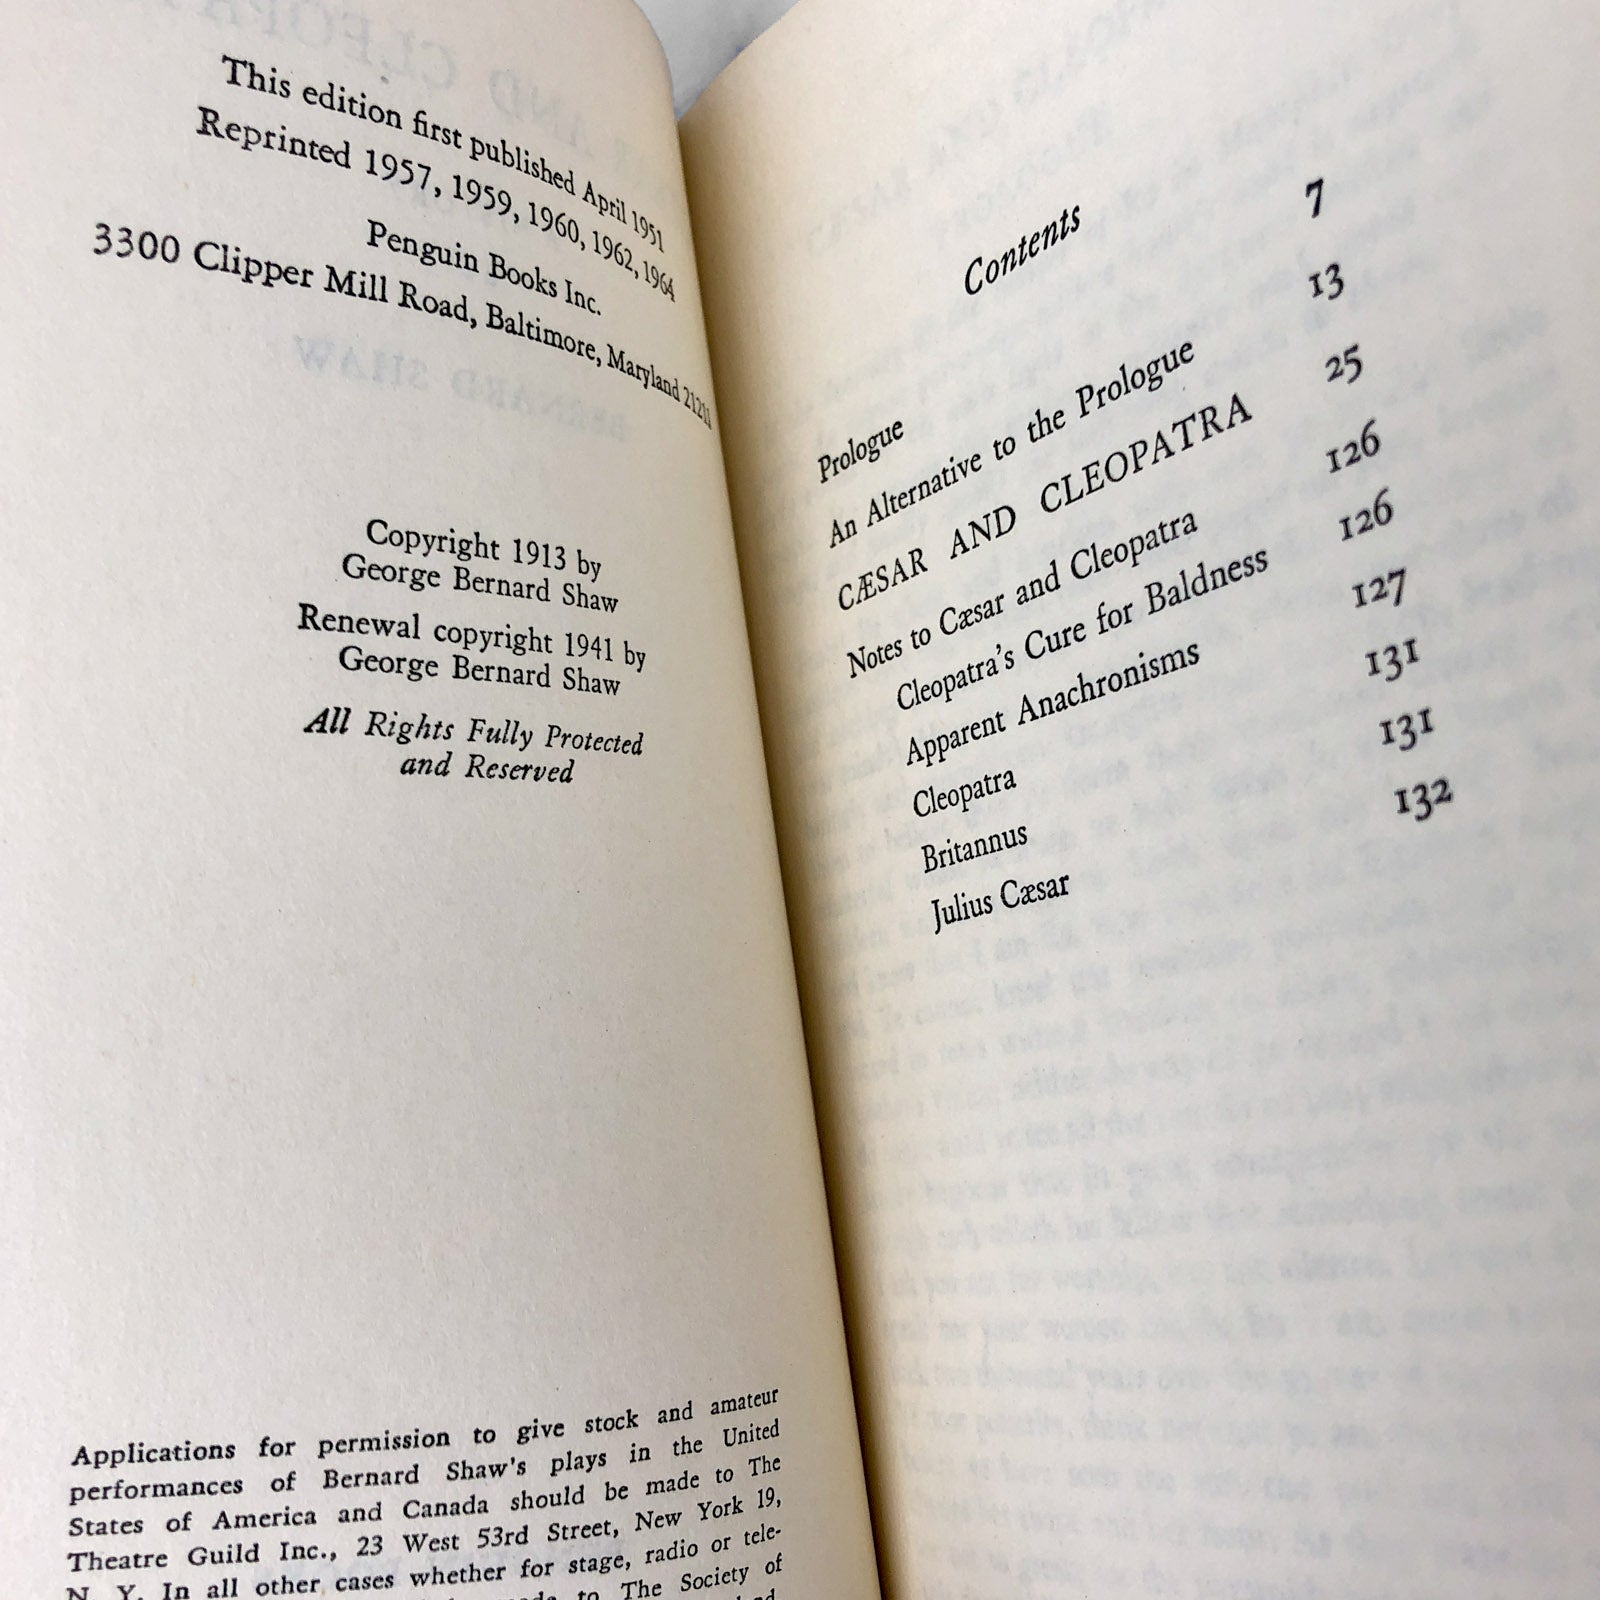 This edition first published April 1951
Reprinted 1957, 1959, 1960, 1962, 1964
Penguin Books Inc.
3300 Clipper Mill Road, Baltimore, Maryland 21211
Copyright 1913 by
George Bernard Shaw
Renewal copyright 1941 by
George Bernard Shaw
All Rights Fully Protected
and Reserved
Applications for permission to give stock and amateur
performances of Bernard Shaw's plays in the United
States of America and Canada should be made to The
Theatre Guild Inc., 23 West 53rd Street, New York 19,
N. Y. In all other cases whether for stage, radio or tele-
to The Society of
Contents
Prologue 7
An Alternative to the Prologue 13
CÆSAR AND CLEOPATRA 25
Notes to Cæsar and Cleopatra 126
Cleopatra's Cure for Baldness 126
Apparent Anachronisms 127
Cleopatra 131
Britannus 131
Julius Cæsar 132